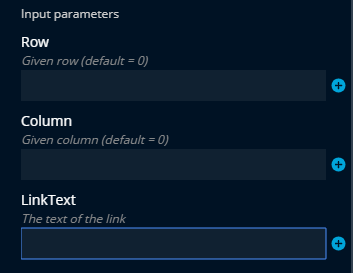 Input parameters
Row
Given row (default = 0)
Column
Given column (default = 0)
LinkText
The text of the link